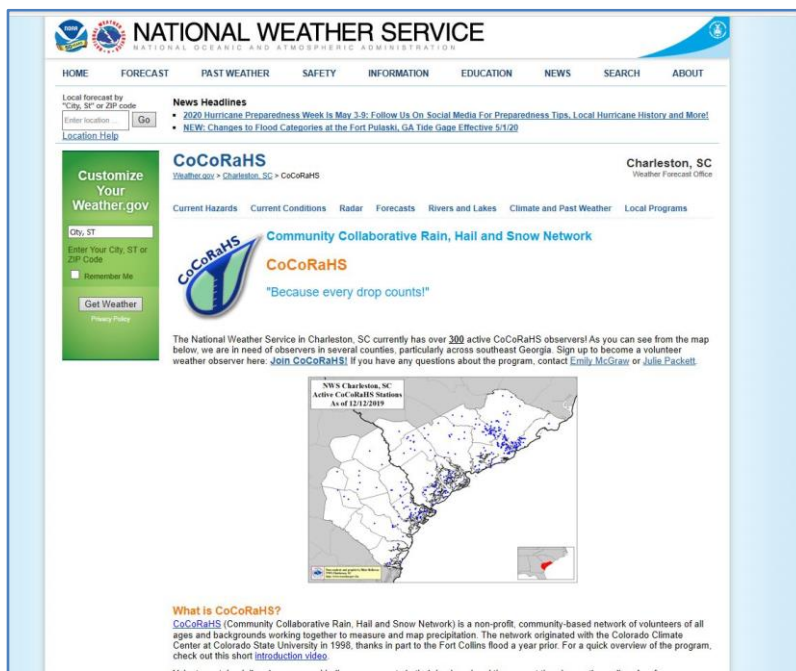 NATIONAL WEATHER SERVICE
NATIONAL OCEANIC AND ATMOSPHERIC ADMINISTRATION
HOME FORECAST PAST WEATHER SAFETY INFORMATION EDUCATION NEWS SEARCH ABOUT
Local forecast by
"City, St" or ZIP code
Enter location ...
Go
Location Help
News Headlines
2020 Hurricane Preparedness Week Is May 3-9: Follow Us On Social Media For Preparedness Tips, Local Hurricane History and More!
NEW: Changes to Flood Categories at the Fort Pulaski, GA Tide Gage Effective 5/1/20
Customize
Your
Weather.gov
City, ST
Enter Your City, ST or
ZIP Code
Remember Me
Get Weather
Privacy Policy
CoCoRaHS
Weather.gov > Charleston, SC > CoCoRaHS
Charleston, SC
Weather Forecast Office
Current Hazards Current Conditions Radar Forecasts Rivers and Lakes Climate and Past Weather Local Programs
CoCoRaHS
Community Collaborative Rain, Hail and Snow Network
CoCoRaHS
"Because every drop counts!"
The National Weather Service in Charleston, SC currently has over 300 active CoCoRaHS observers! As you can see from the map
below, we are in need of observers in several counties, particularly across southeast Georgia. Sign up to become a volunteer
weather observer here: Join CoCoRaHS! If you have any questions about the program, contact Emily McGraw or Julie Packett.
NWS Charleston, SC
Active CoCoRaHS Stations
As of 12/12/2019
What is CoCoRaHS?
CoCoRaHS (Community Collaborative Rain, Hail and Snow Network) is a non-profit, community-based network of volunteers of all
ages and backgrounds working together to measure and map precipitation. The network originated with the Colorado Climate
Center at Colorado State University in 1998, thanks in part to the Fort Collins flood a year prior. For a quick overview of the program,
check out this short introduction video.